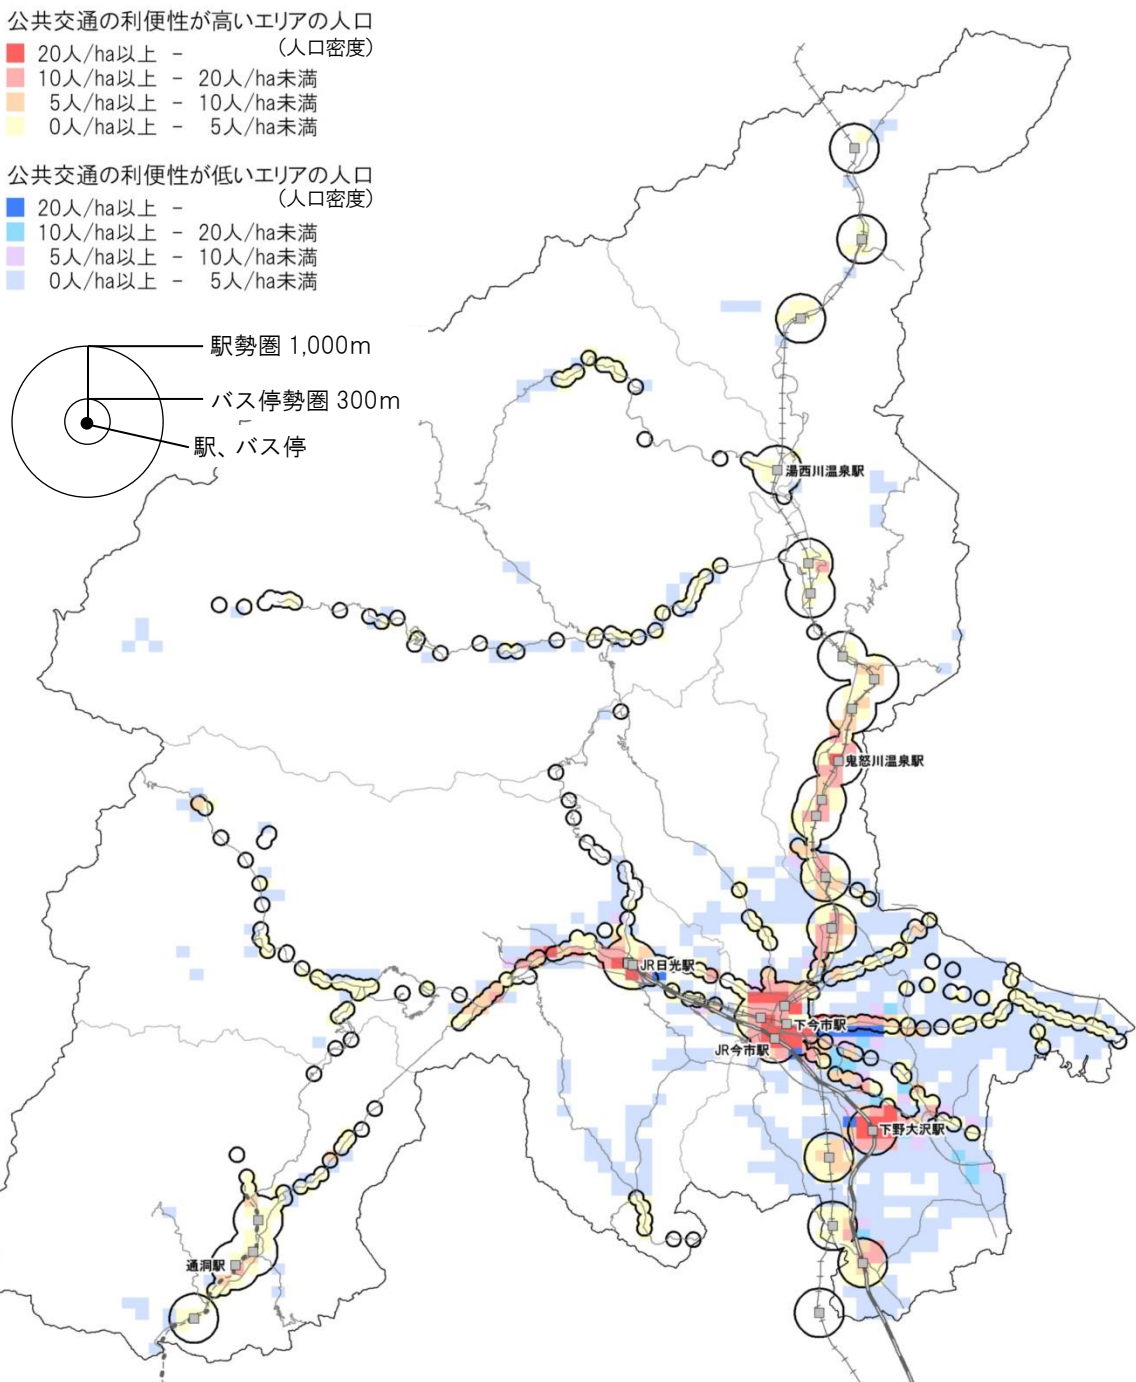 公共交通の利便性が高いエリアの人口
(人口密度)
20人/ha以上 -
10人/ha以上 - 20人/ha未満
5人/ha以上 - 10人/ha未満
0人/ha以上 - 5人/ha未満
公共交通の利便性が低いエリアの人口
(人口密度)
20人/ha以上 -
10人/ha以上 - 20人/ha未満
5人/ha以上 - 10人/ha未満
0人/ha以上 - 5人/ha未満
駅勢圏 1,000m
バス停勢圏 300m
駅、バス停
湯西川温泉駅
鬼怒川温泉駅
JR日光駅
下今市駅
JR今市駅
下野大沢駅
通洞駅